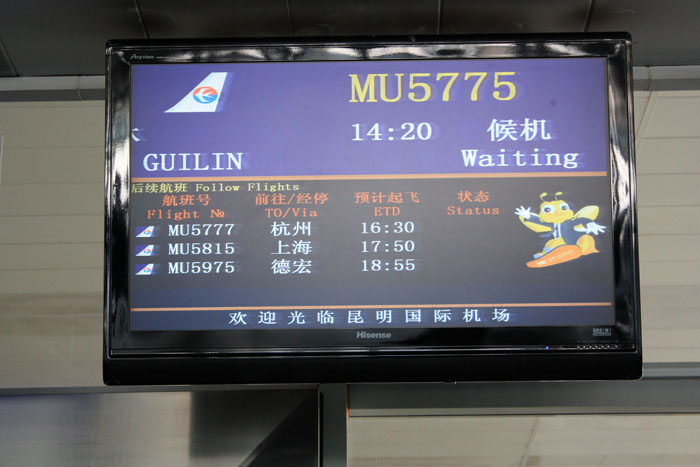 Anyview
MU5775
14:20 候机
GUILIN Waiting
后续航班 Follow Flights
航班号 前往/经停 预计起飞 状态
Flight № TO/Via ETD Status
MU5777 杭州 16:30
MU5815 上海 17:50
MU5975 德宏 18:55
欢迎光临昆明国际机场
Hisense